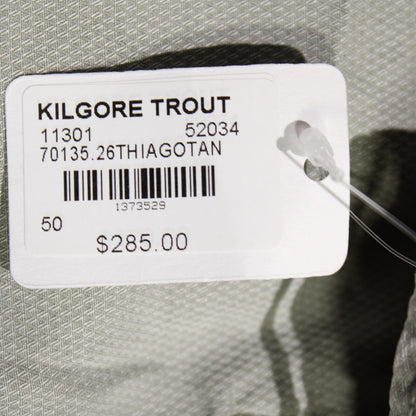 KILGORE TROUT
11301 52034
70135.26THIAGOTAN
1373529
50
$285.00